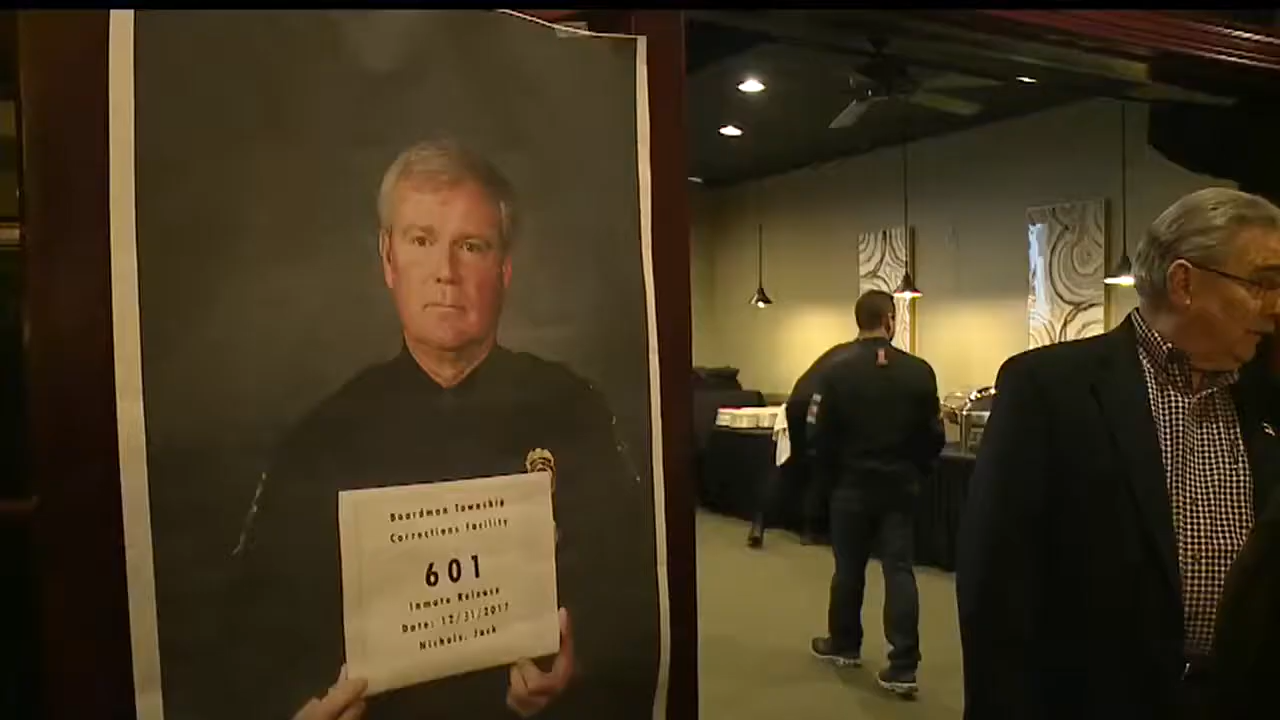 Boardman Township
Corrections Facility
601
Inmate Release
Date: 12/31/2017
Nichols, Jack